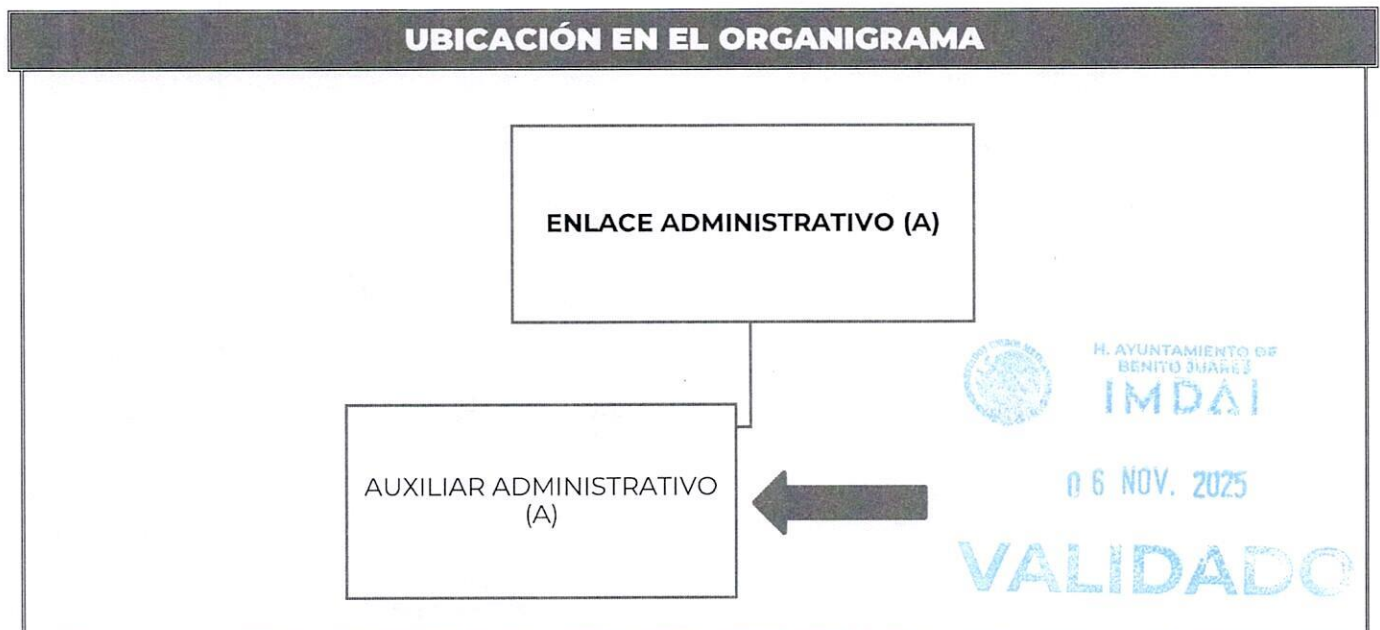 UBICACIÓN EN EL ORGANIGRAMA
ENLACE ADMINISTRATIVO (A)
H. AYUNTAMIENTO DE
BENITO JUÁREZ
IMDAI
AUXILIAR ADMINISTRATIVO
(A)
06 NOV. 2025
VALIDADO